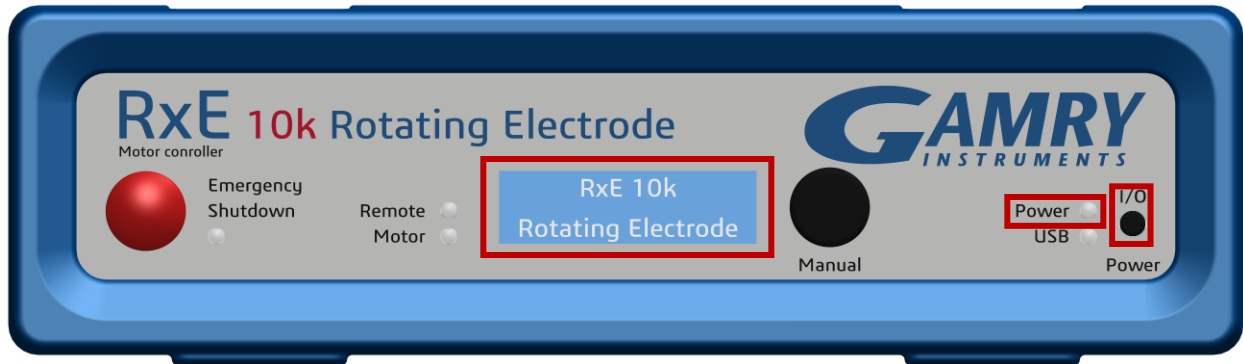 RxE 10k Rotating Electrode
Motor conroller
GAMRY
INSTRUMENTS
Emergency
Shutdown
Remote
Motor
RxE 10k
Rotating Electrode
Manual
Power
USB
I/O
Power